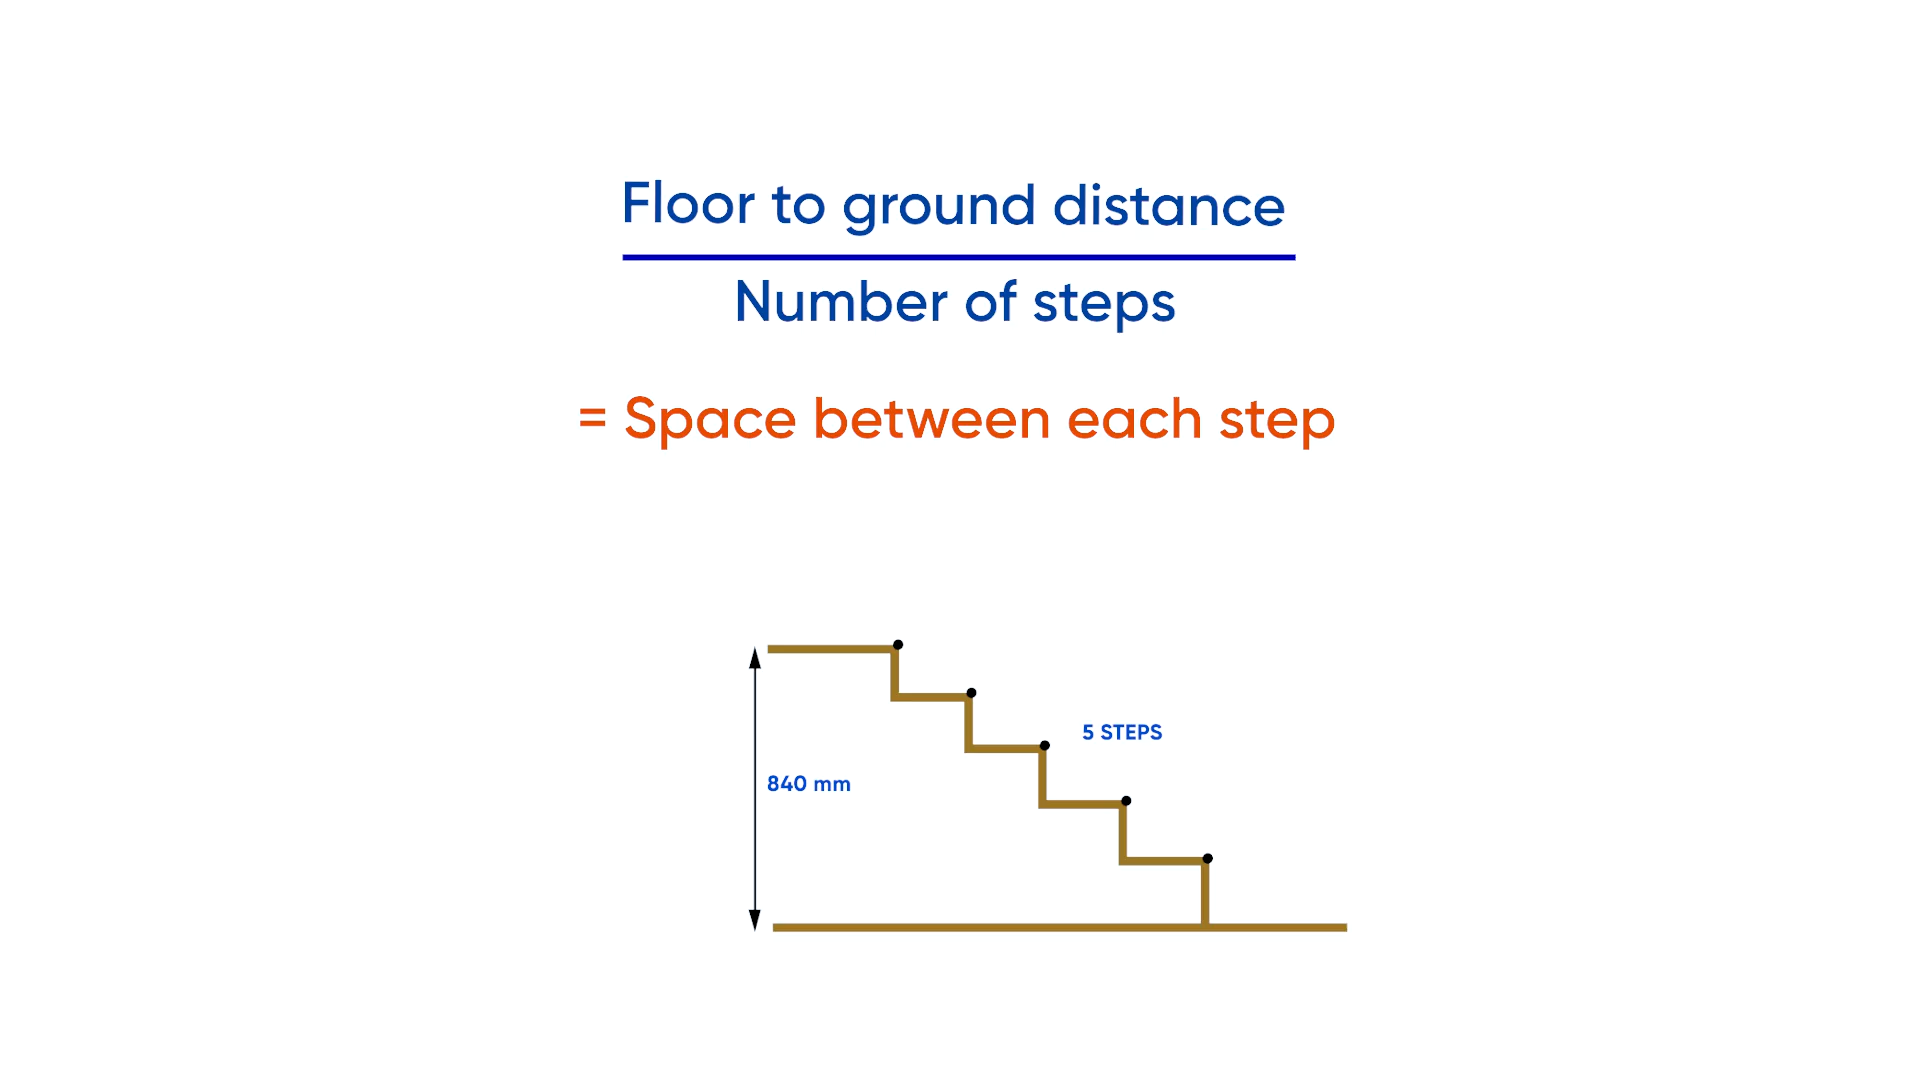 Floor to ground distance
Number of steps
= Space between each step
5 STEPS
840 mm